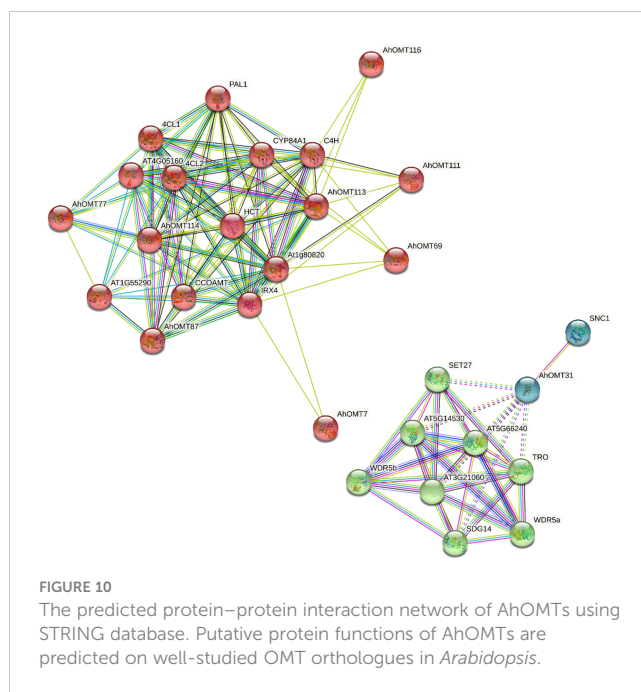 AhOMT116
PAL1
4CL1
CYP84A1
C4H
AT4G05160
4CL2
AhOMT111
AhOMT113
AhOMT77
HCT
AhOMT114
AhOMT69
At1g80820
AT1G55290
CCOAMT
IRX4
AhOMT87
SNC1
SET27
AhOMT31
AhOMT7
AT5G14530
AT5G66240
TRO
WDR5b
AT3G21060
SDG14
WDR5a
FIGURE 10
The predicted protein–protein interaction network of AhOMTs using
STRING database. Putative protein functions of AhOMTs are
predicted on well-studied OMT orthologues in Arabidopsis.